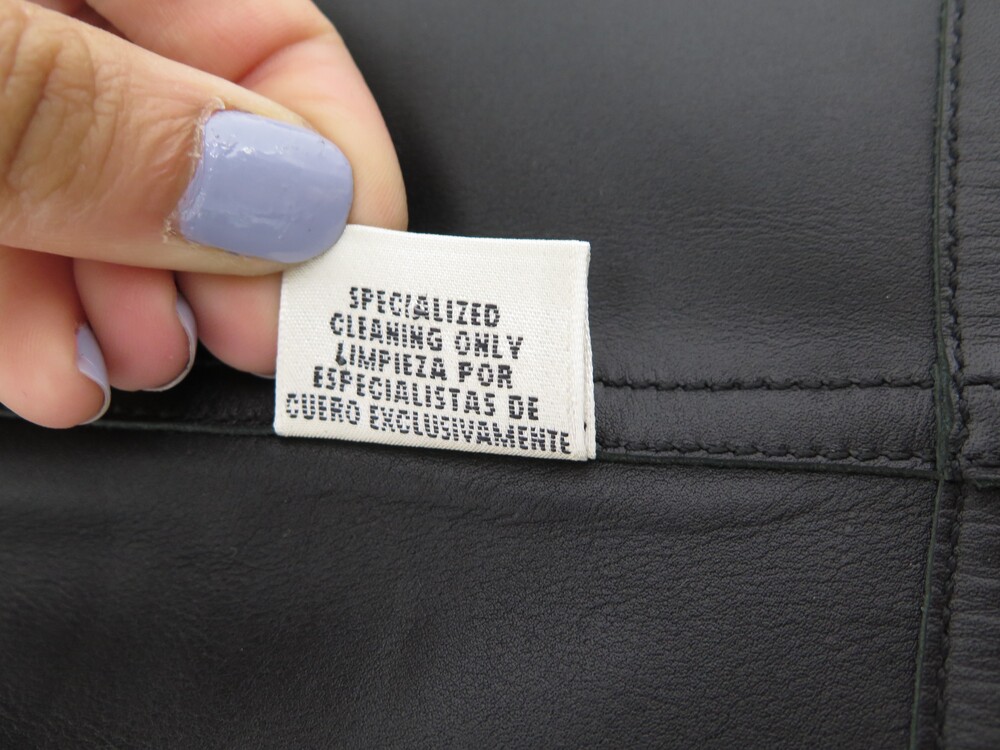 SPECIALIZED
CLEANING ONLY
LIMPIEZA POR
ESPECIALISTAS DE
CUERO EXCLUSIVAMENTE